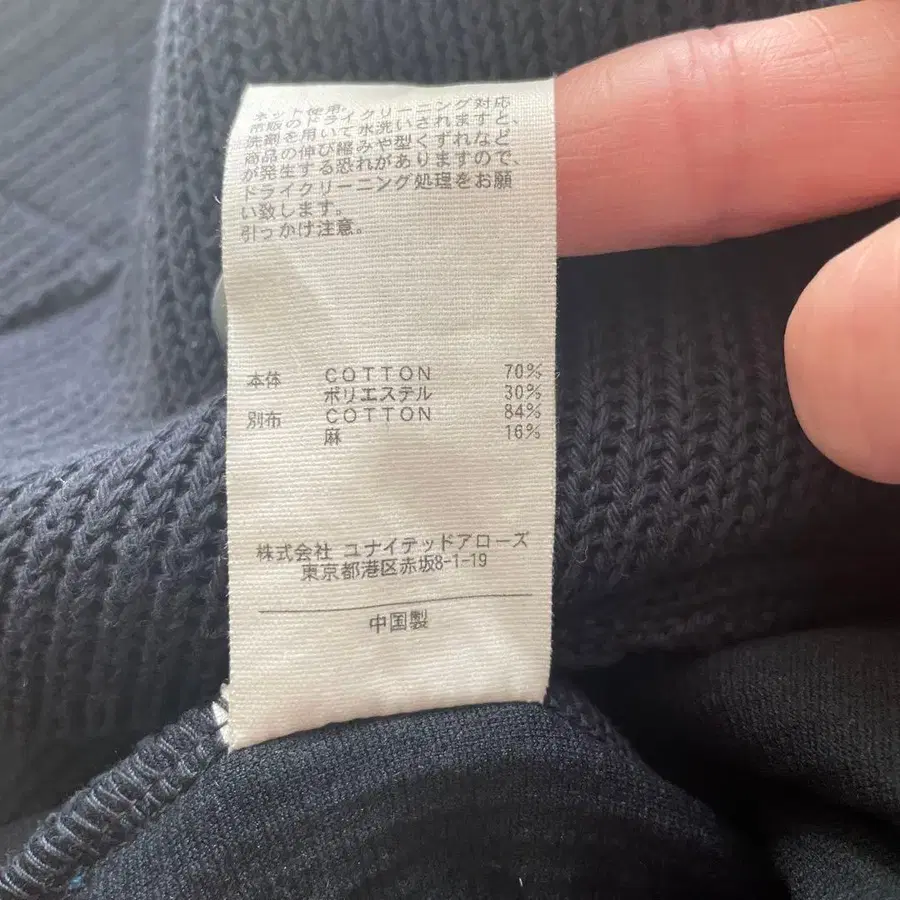 ネット使用。
市販のドライクリーニング対応
洗剤を用いて水洗いされますと、
商品の伸び縮みや型くずれなど
が発生する恐れがありますので、
ドライクリーニング処理をお願
い致します。
引っかけ注意。
本体 COTTON 70%
ポリエステル 30%
別布 COTTON 84%
麻 16%
株式会社 ユナイテッドアローズ
東京都港区赤坂8-1-19
中国製